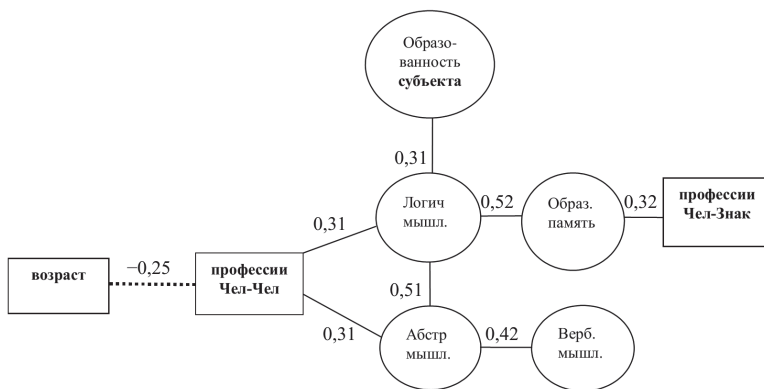 Образо-
ванность
субъекта
0,31
Логич
мышл.
0,52
Образ.
память
0,32
профессии
Чел-Знак
0,31
возраст
−0,25
профессии
Чел-Чел
0,51
0,31
Абстр
мышл.
0,42
Верб.
мышл.